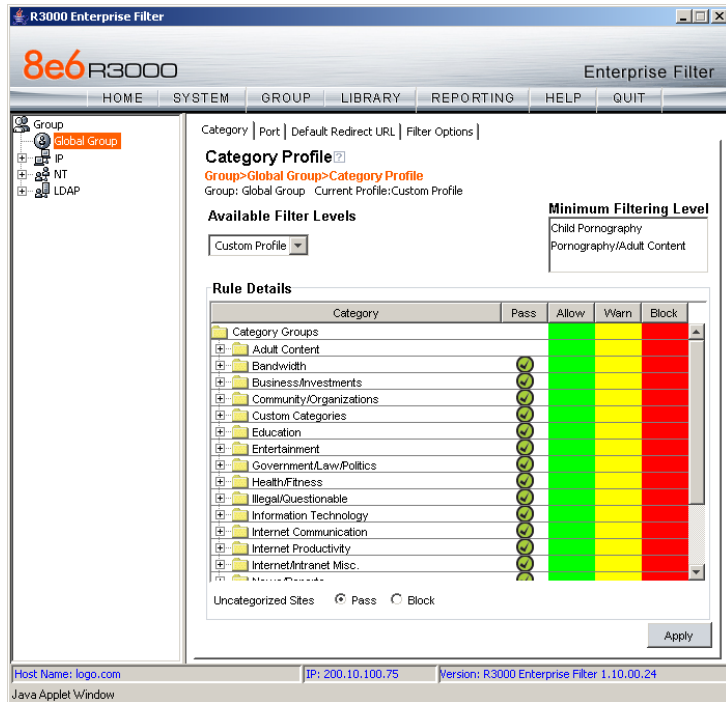 R3000 Enterprise Filter
8e6 R3000
Enterprise Filter
HOME SYSTEM GROUP LIBRARY REPORTING HELP QUIT
Group
Global Group
IP
NT
LDAP
Category | Port | Default Redirect URL | Filter Options |
Category Profile ?
Group>Global Group>Category Profile
Group: Global Group Current Profile:Custom Profile
Available Filter Levels
Custom Profile
Minimum Filtering Level
Child Pornography
Pornography/Adult Content
Rule Details
Category Pass Allow Warn Block
Category Groups
Adult Content
Bandwidth
Business/Investments
Community/Organizations
Custom Categories
Education
Entertainment
Government/Law/Politics
Health/Fitness
Illegal/Questionable
Information Technology
Internet Communication
Internet Productivity
Internet/Intranet Misc.
Uncategorized Sites Pass Block
Apply
Host Name: logo.com
IP: 200.10.100.75
Version: R3000 Enterprise Filter 1.10.00.24
Java Applet Window